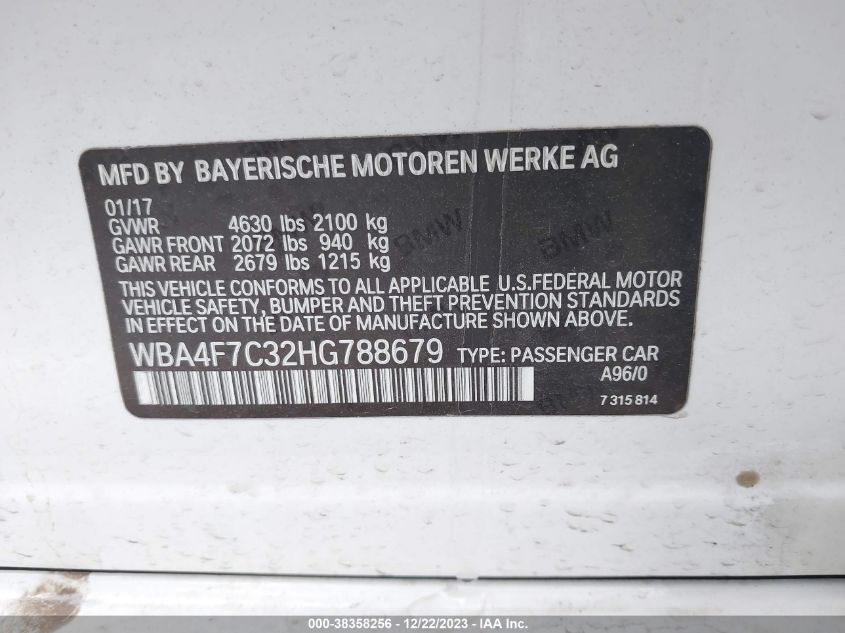 MFD BY BAYERISCHE MOTOREN WERKE AG
01/17
GVWR 4630 lbs 2100 kg
GAWR FRONT 2072 lbs 940 kg
GAWR REAR 2679 lbs 1215 kg
THIS VEHICLE CONFORMS TO ALL APPLICABLE U.S.FEDERAL MOTOR
VEHICLE SAFETY, BUMPER AND THEFT PREVENTION STANDARDS
IN EFFECT ON THE DATE OF MANUFACTURE SHOWN ABOVE.
WBA4F7C32HG788679 TYPE: PASSENGER CAR
A96/0
7 315 814
BMW
BMW
000-38358256 - 12/22/2023 - IAA Inc.